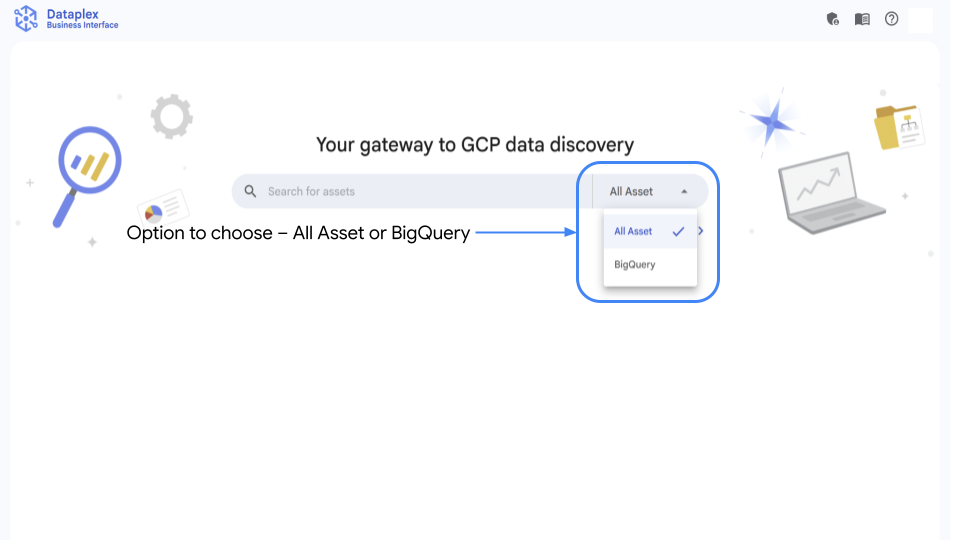 Dataplex
Business Interface
Your gateway to GCP data discovery
Search for assets
All Asset
Option to choose – All Asset or BigQuery
All Asset
BigQuery